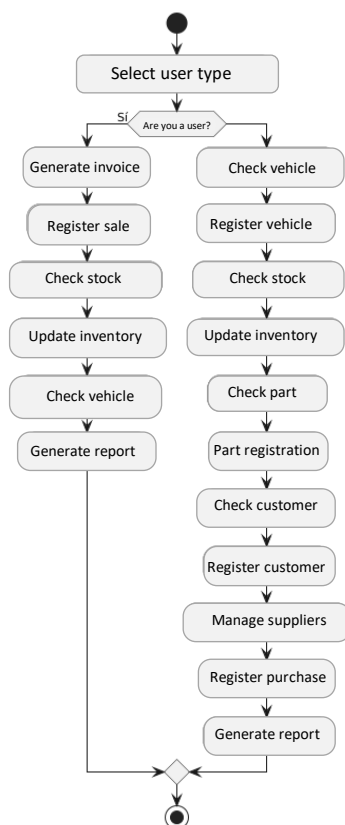 Select user type
Sí
Are you a user?
Generate invoice
Register sale
Check stock
Update inventory
Check vehicle
Generate report
Check vehicle
Register vehicle
Check stock
Update inventory
Check part
Part registration
Check customer
Register customer
Manage suppliers
Register purchase
Generate report